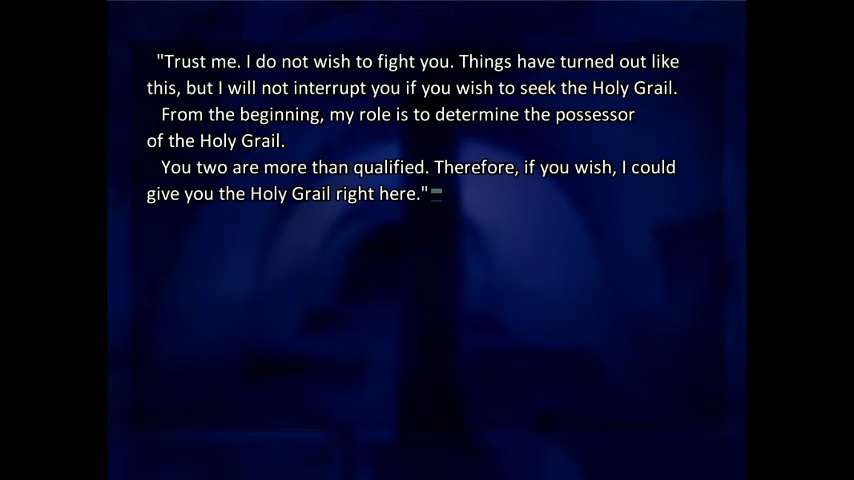 "Trust me. I do not wish to fight you. Things have turned out like
this, but I will not interrupt you if you wish to seek the Holy Grail.
From the beginning, my role is to determine the possessor
of the Holy Grail.
You two are more than qualified. Therefore, if you wish, I could
give you the Holy Grail right here."